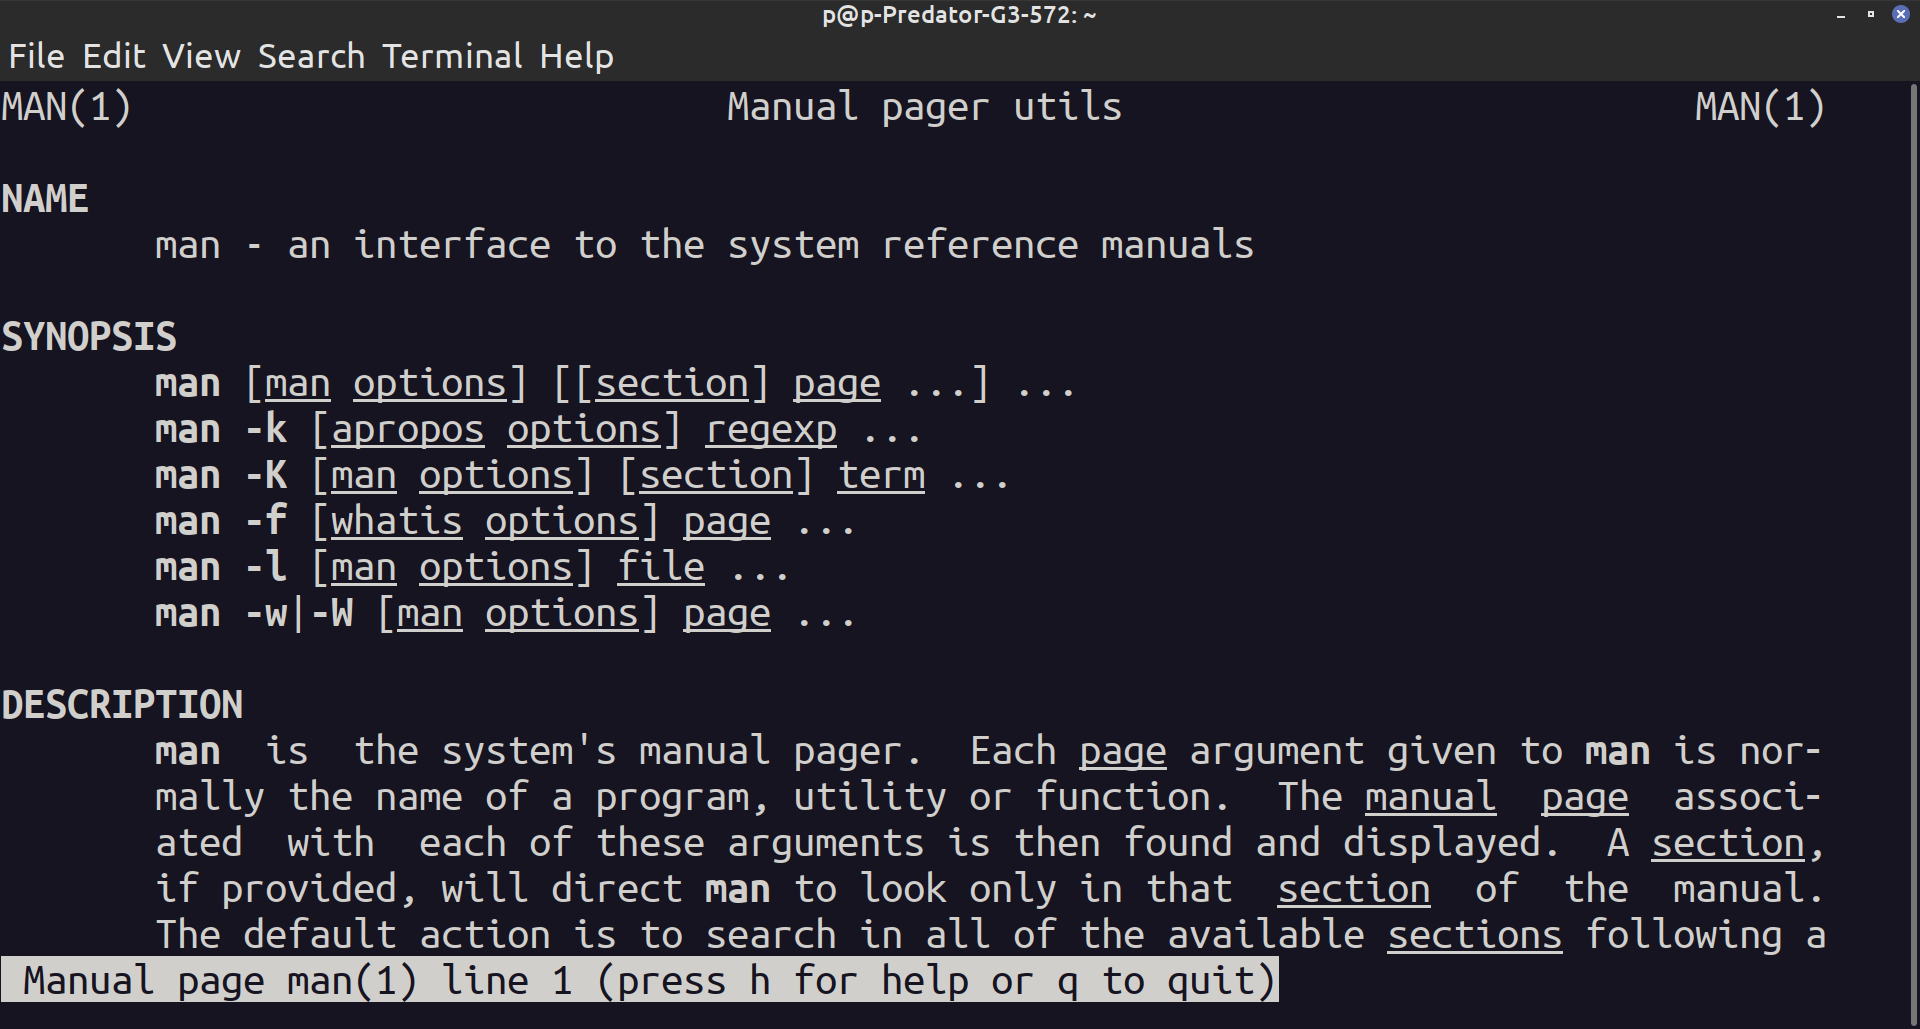 p@p-Predator-G3-572: ~
File Edit View Search Terminal Help
MAN(1) Manual pager utils MAN(1)
NAME
man - an interface to the system reference manuals
SYNOPSIS
man [man options] [[section] page ...] ...
man -k [apropos options] regexp ...
man -K [man options] [section] term ...
man -f [whatis options] page ...
man -l [man options] file ...
man -w|-W [man options] page ...
DESCRIPTION
man is the system's manual pager. Each page argument given to man is nor-
mally the name of a program, utility or function. The manual page associ-
ated with each of these arguments is then found and displayed. A section,
if provided, will direct man to look only in that section of the manual.
The default action is to search in all of the available sections following a
Manual page man(1) line 1 (press h for help or q to quit)